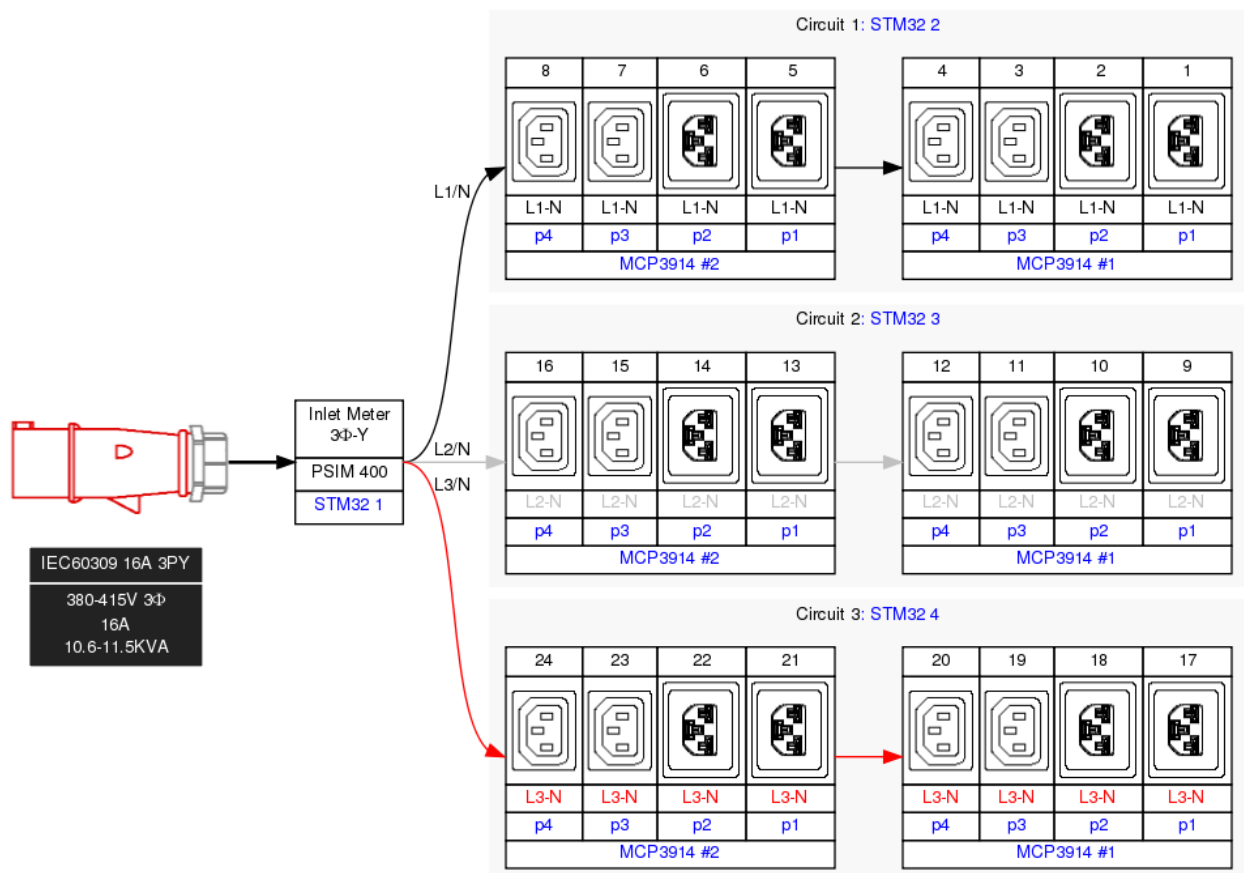 Circuit 1: STM32 2
8 7 6 5 4 3 2 1
L1/N
L1-N L1-N L1-N L1-N L1-N L1-N L1-N L1-N
p4 p3 p2 p1 p4 p3 p2 p1
MCP3914 #2 MCP3914 #1
Circuit 2: STM32 3
16 15 14 13 12 11 10 9
Inlet Meter
3Φ-Y
PSIM 400
STM32 1
L2/N
L3/N
L2-N L2-N L2-N L2-N L2-N L2-N L2-N L2-N
p4 p3 p2 p1 p4 p3 p2 p1
MCP3914 #2 MCP3914 #1
IEC60309 16A 3PY
380-415V 3Φ
16A
10.6-11.5KVA
Circuit 3: STM32 4
24 23 22 21 20 19 18 17
L3-N L3-N L3-N L3-N L3-N L3-N L3-N L3-N
p4 p3 p2 p1 p4 p3 p2 p1
MCP3914 #2 MCP3914 #1